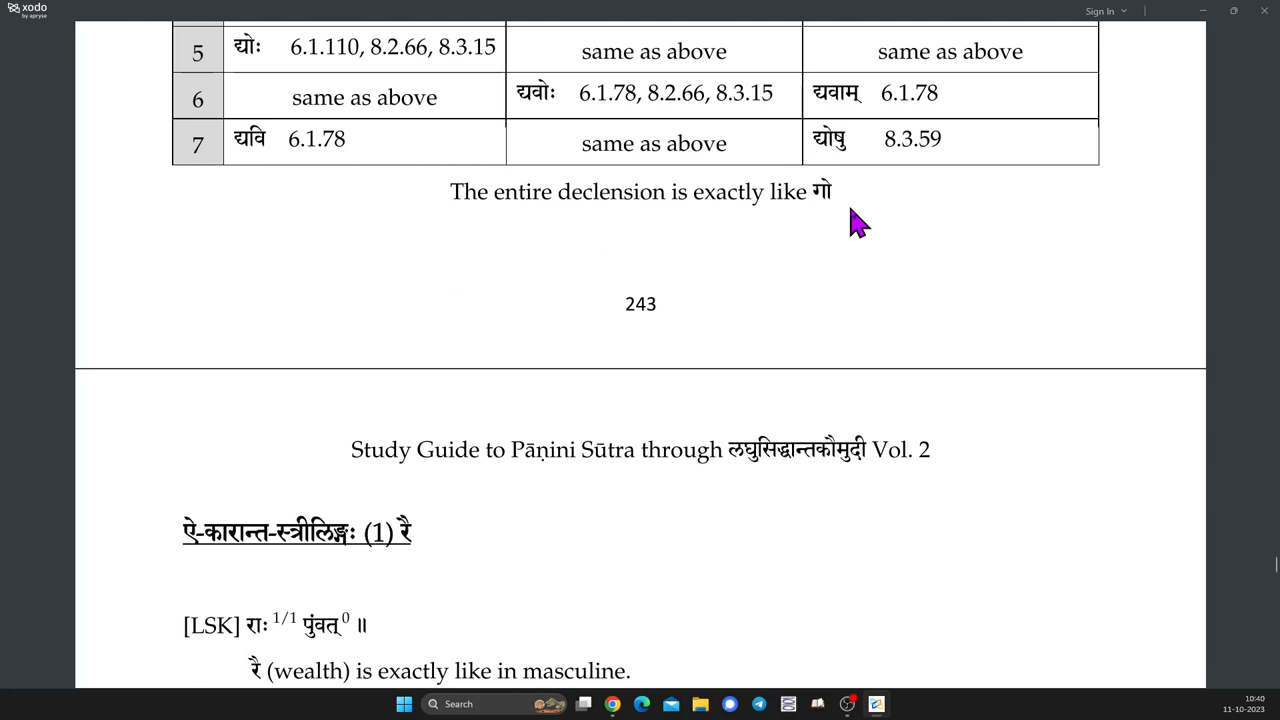 xodo
by apryse
Sign In
5 द्योः 6.1.110, 8.2.66, 8.3.15 same as above same as above
6 same as above द्यवोः 6.1.78, 8.2.66, 8.3.15 द्यवाम् 6.1.78
7 द्यवि 6.1.78 same as above द्योषु 8.3.59
The entire declension is exactly like गो
243
Study Guide to Pāṇini Sūtra through लघुसिद्धान्तकौमुदी Vol. 2
ऐ-कारान्त-स्त्रीलिङ्गः (1) रै
[LSK] राः 1/1 पुंवत् 0 ॥
रै (wealth) is exactly like in masculine.
Search
10:40
11-10-2023